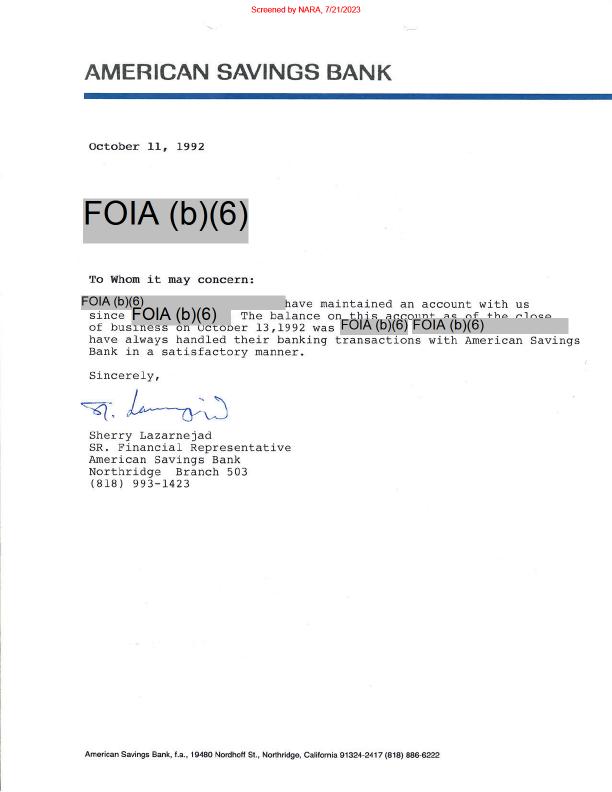 Screened by NARA, 7/21/2023
AMERICAN SAVINGS BANK
October 11, 1992
FOIA (b)(6)
To Whom it may concern:
FOIA (b)(6) have maintained an account with us
since FOIA (b)(6) The balance on this account as of the close
of business on October 13,1992 was FOIA (b)(6) FOIA (b)(6)
have always handled their banking transactions with American Savings
Bank in a satisfactory manner.
Sincerely,
Sherry Lazarnejad
SR. Financial Representative
American Savings Bank
Northridge Branch 503
(818) 993-1423
American Savings Bank, f.a., 19480 Nordhoff St., Northridge, California 91324-2417 (818) 886-6222